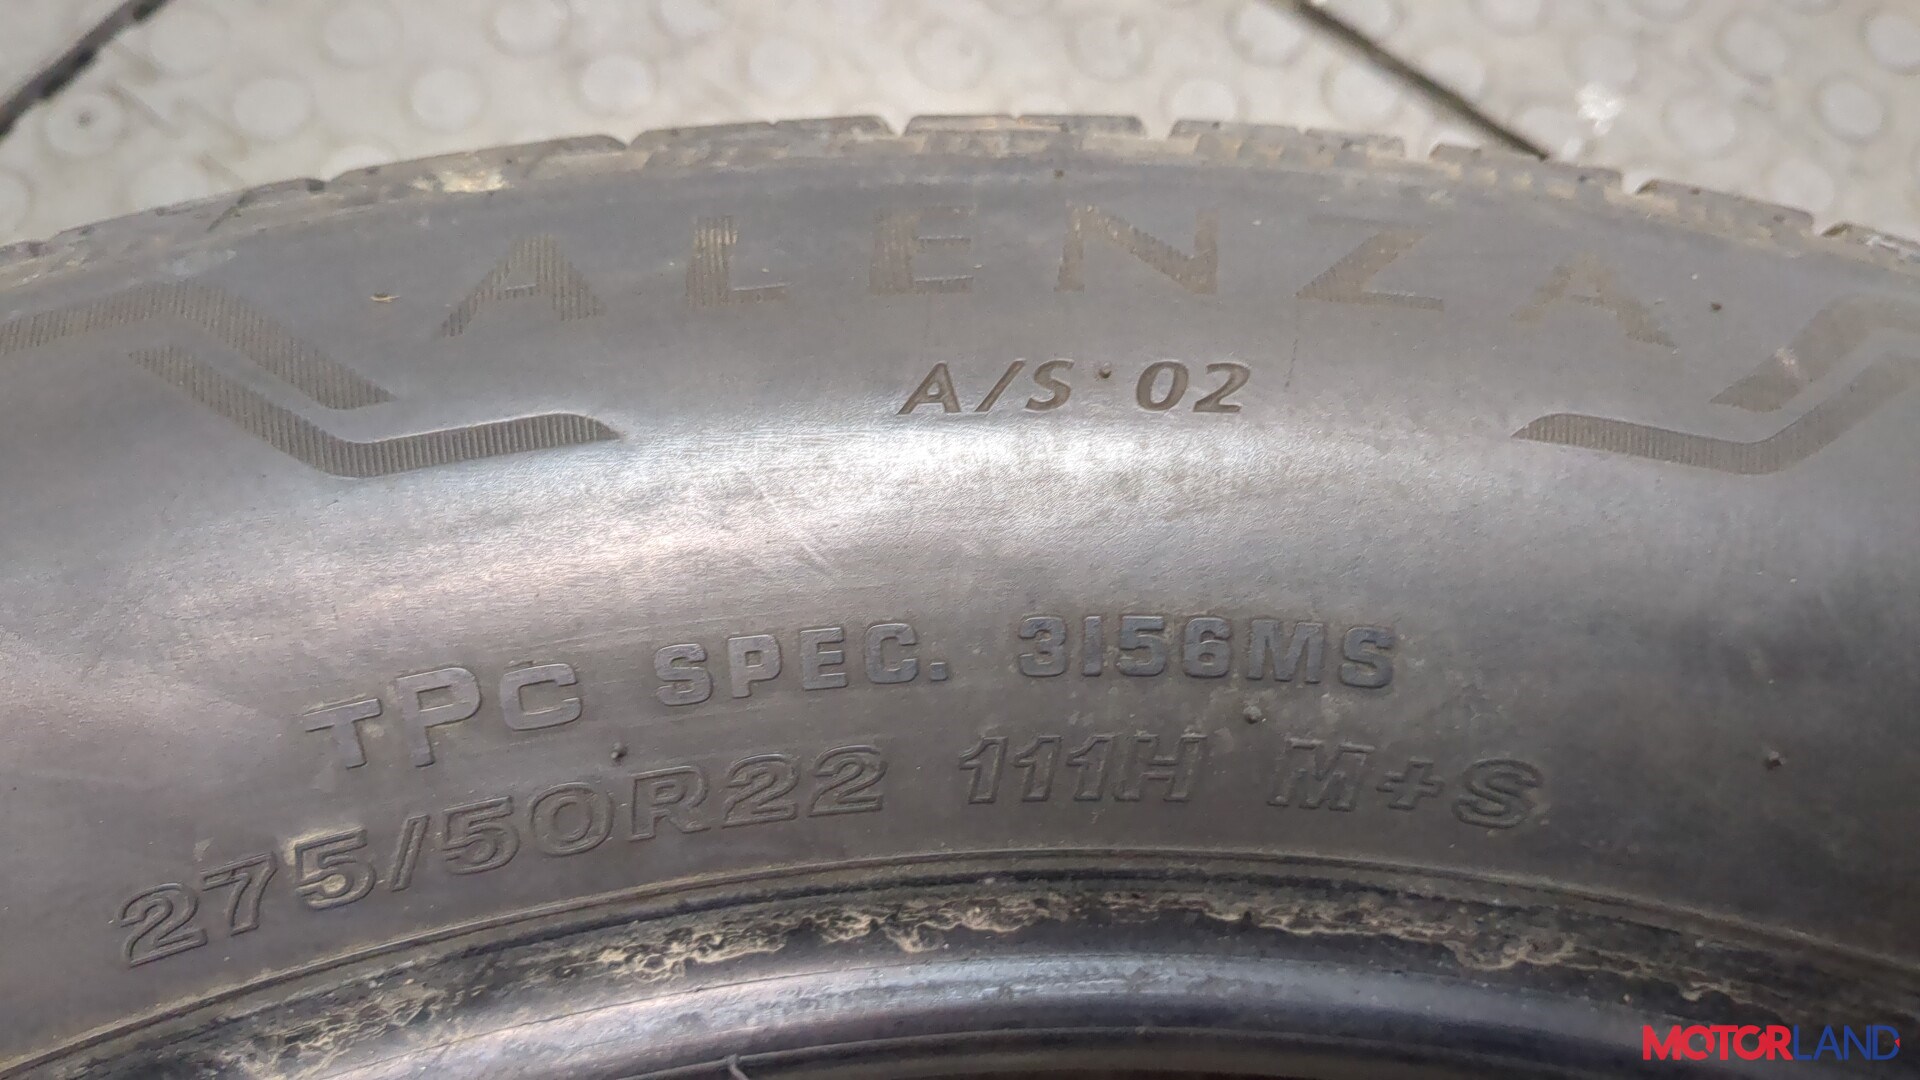 ALENZA
A/S 02
TPC SPEC. 3156MS
275/50R22 111H M+S
MOTORLAND